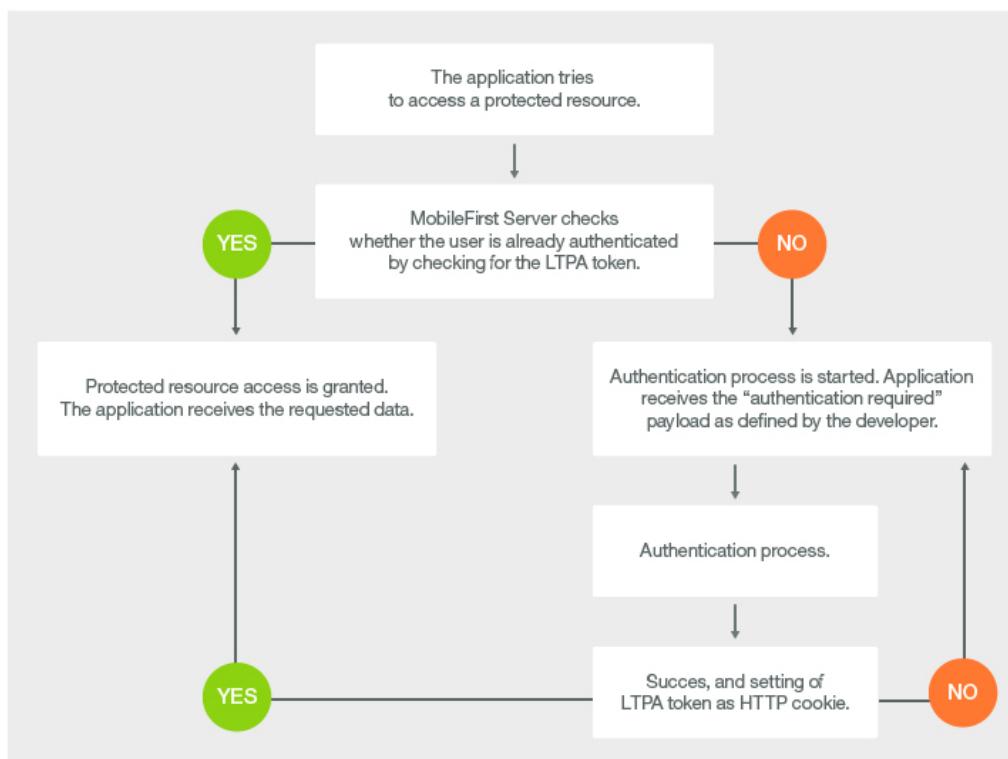 The application tries
to access a protected resource.
MobileFirst Server checks
whether the user is already authenticated
by checking for the LTPA token.
YES
NO
Protected resource access is granted.
The application receives the requested data.
Authentication process is started. Application
receives the “authentication required”
payload as defined by the developer.
Authentication process.
Succes, and setting of
LTPA token as HTTP cookie.
YES
NO